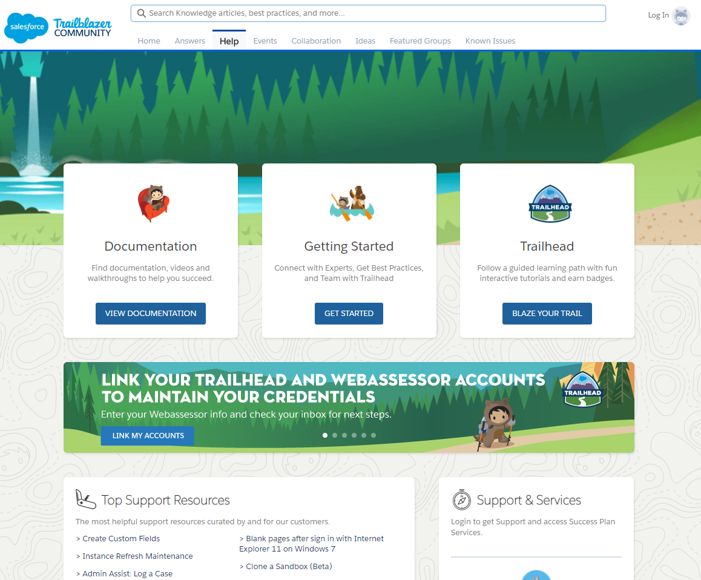 salesforce
Trailblazer
COMMUNITY
Search Knowledge articles, best practices, and more...
Log In
Home Answers Help Events Collaboration Ideas Featured Groups Known Issues
Documentation
Find documentation, videos and
walkthroughs to help you succeed.
VIEW DOCUMENTATION
Getting Started
Connect with Experts, Get Best Practices,
and Team with Trailhead
GET STARTED
TRAILHEAD
Trailhead
Follow a guided learning path with fun
interactive tutorials and earn badges.
BLAZE YOUR TRAIL
LINK YOUR TRAILHEAD AND WEBASSESSOR ACCOUNTS
TO MAINTAIN YOUR CREDENTIALS
Enter your Webassessor info and check your inbox for next steps.
LINK MY ACCOUNTS
TRAILHEAD
Top Support Resources
The most helpful support resources curated by and for our customers.
> Create Custom Fields
> Instance Refresh Maintenance
> Admin Assist: Log a Case
> Blank pages after sign in with Internet
Explorer 11 on Windows 7
> Clone a Sandbox (Beta)
Support & Services
Login to get Support and access Success Plan
Services.